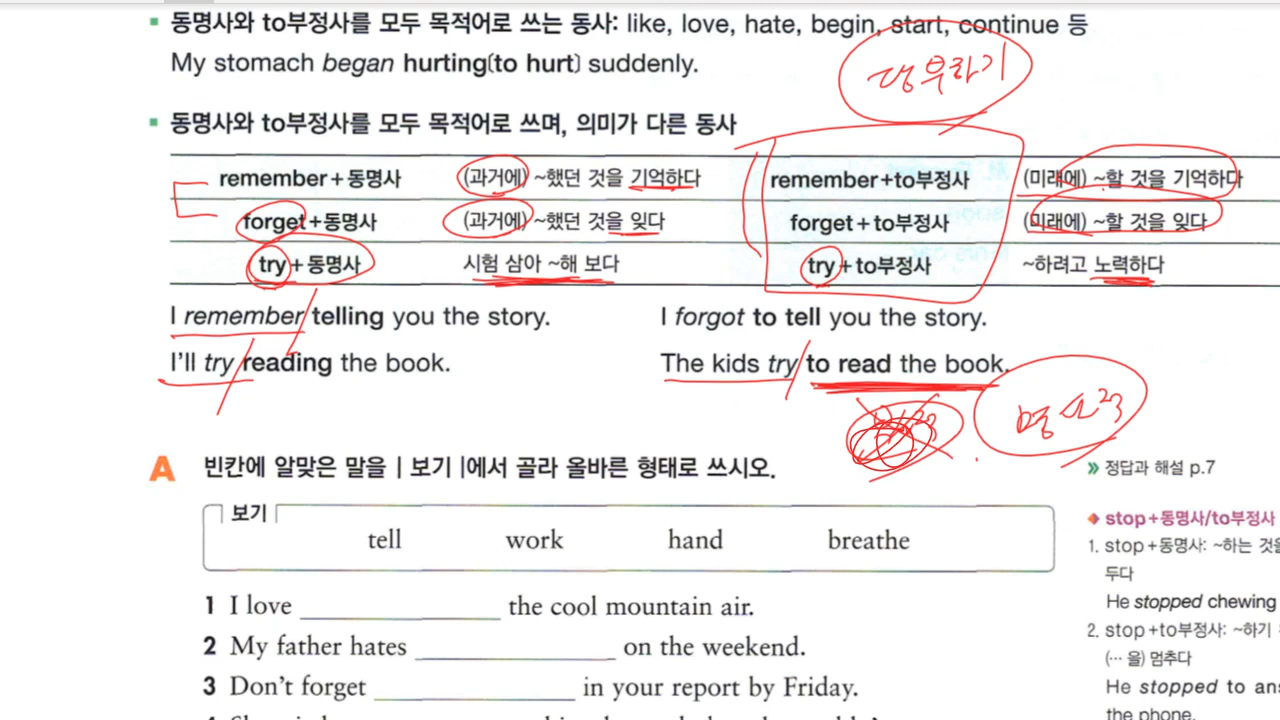 동명사와 to부정사를 모두 목적어로 쓰는 동사: like, love, hate, begin, start, continue 등
My stomach began hurting(to hurt) suddenly.
당부하기
동명사와 to부정사를 모두 목적어로 쓰며, 의미가 다른 동사
remember+동명사 (과거에) ~했던 것을 기억하다 remember+to부정사 (미래에) ~할 것을 기억하다
forget+동명사 (과거에) ~했던 것을 잊다 forget+to부정사 (미래에) ~할 것을 잊다
try+동명사 시험 삼아 ~해 보다 try+to부정사 ~하려고 노력하다
I remember telling you the story. I forgot to tell you the story.
I'll try reading the book. The kids try to read the book.
A 빈칸에 알맞은 말을 | 보기 |에서 골라 올바른 형태로 쓰시오.
» 정답과 해설 p.7
보기
tell work hand breathe
1 I love ____________ the cool mountain air.
2 My father hates ____________ on the weekend.
3 Don't forget ____________ in your report by Friday.
◆ stop+동명사/to부정사
1. stop+동명사: ~하는 것을
두다
He stopped chewing
2. stop+to부정사: ~하기
(… 을) 멈추다
He stopped to an
the phone.